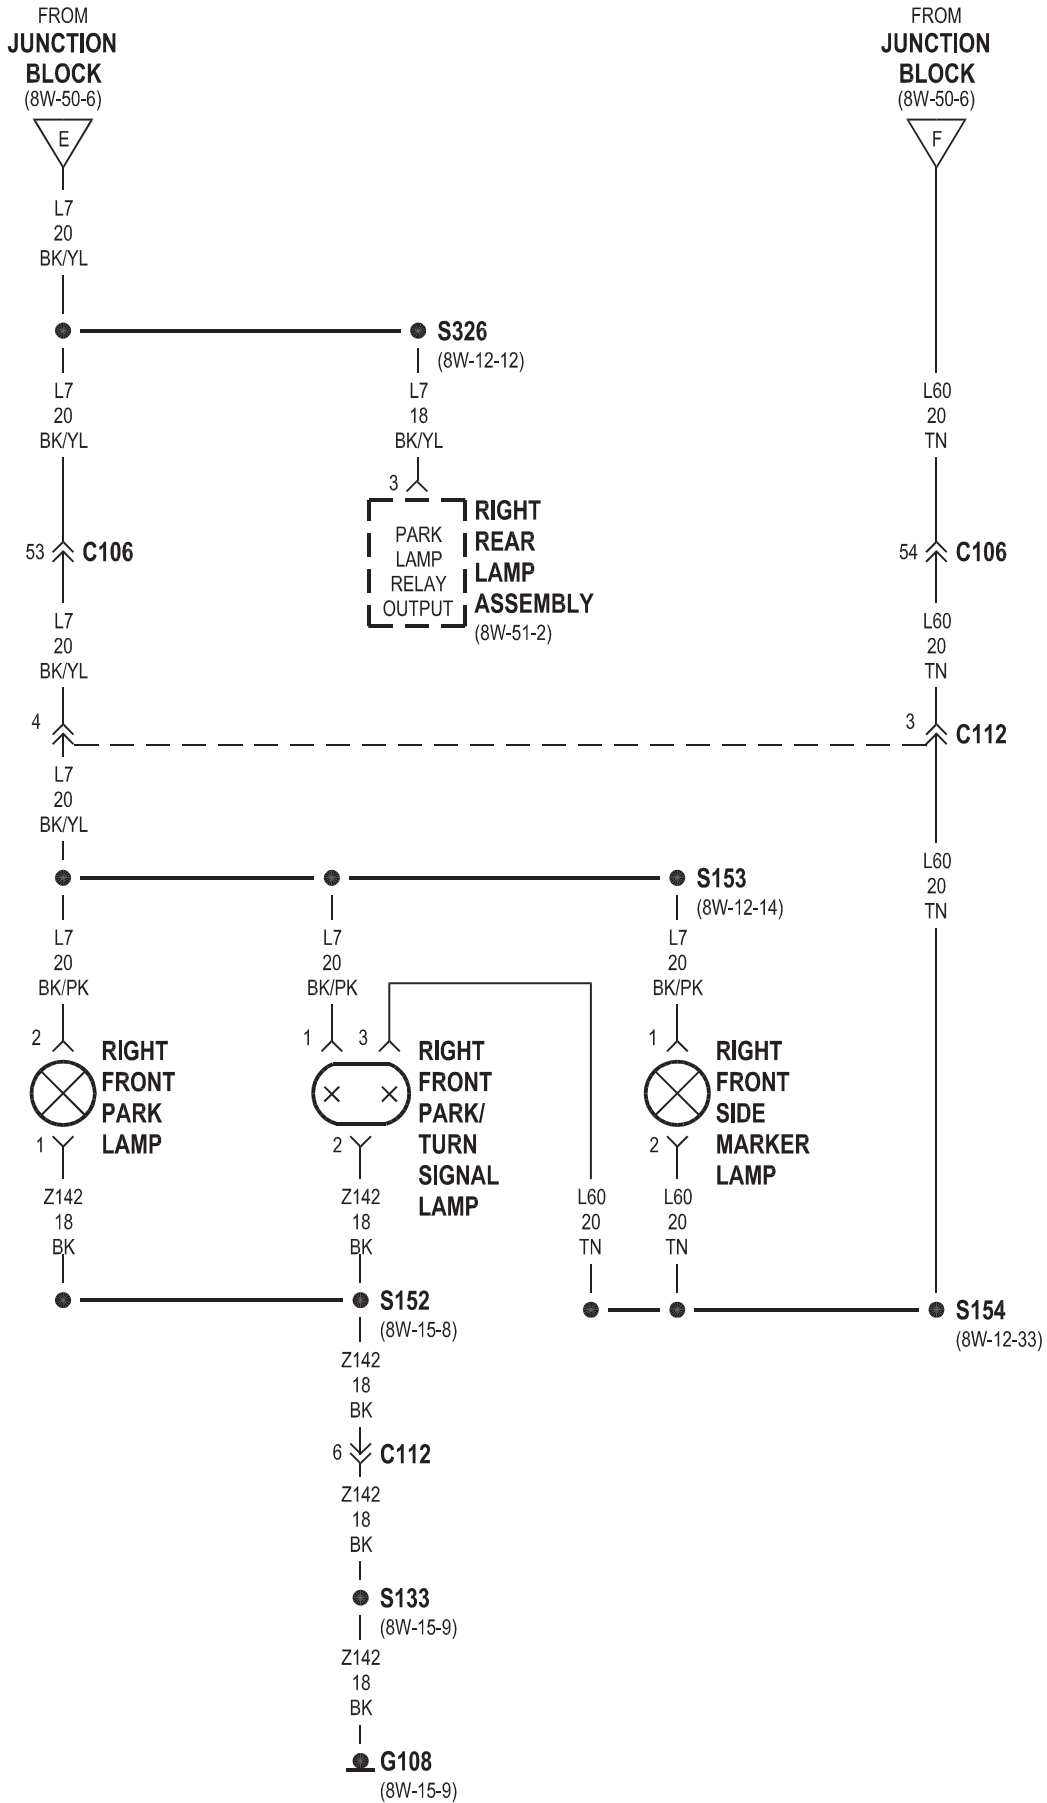 FROM
JUNCTION
BLOCK
(8W-50-6)
E
FROM
JUNCTION
BLOCK
(8W-50-6)
F
L7
20
BK/YL
S326
(8W-12-12)
L7
20
BK/YL
L7
18
BK/YL
L60
20
TN
3
PARK
LAMP
RELAY
OUTPUT
RIGHT
REAR
LAMP
ASSEMBLY
(8W-51-2)
53
C106
54
C106
L7
20
BK/YL
L60
20
TN
4
3
C112
L7
20
BK/YL
L60
20
TN
S153
(8W-12-14)
L7
20
BK/PK
L7
20
BK/PK
L7
20
BK/PK
2
RIGHT
FRONT
PARK
LAMP
1
1
3
RIGHT
FRONT
PARK/
TURN
SIGNAL
LAMP
2
1
RIGHT
FRONT
SIDE
MARKER
LAMP
2
Z142
18
BK
Z142
18
BK
L60
20
TN
L60
20
TN
S152
(8W-15-8)
S154
(8W-12-33)
Z142
18
BK
6
C112
Z142
18
BK
S133
(8W-15-9)
Z142
18
BK
G108
(8W-15-9)